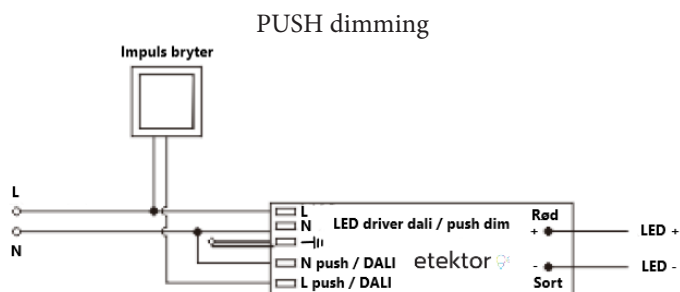 PUSH dimming
Impuls bryter
L
N
L
N
LED driver dali / push dim
N push / DALI
L push / DALI
etektor
Rød
+
-
Sort
LED +
LED -